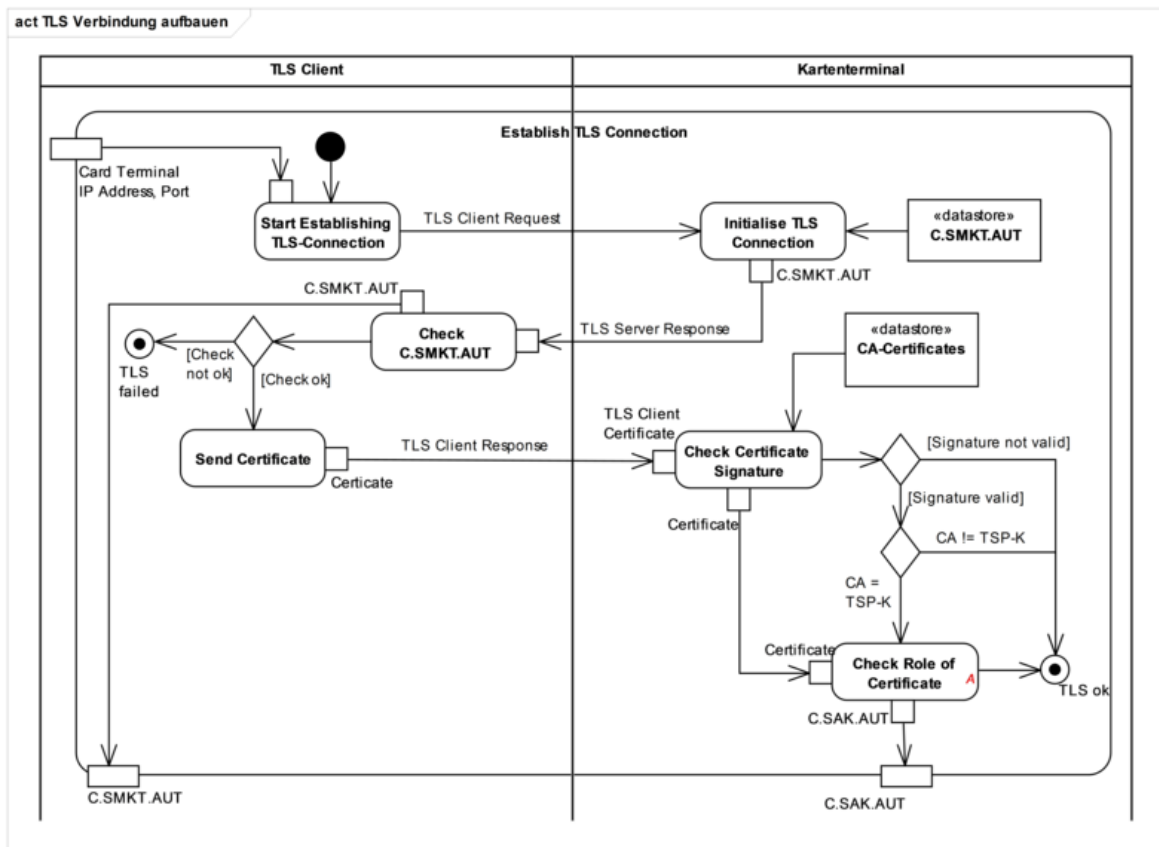 act TLS Verbindung aufbauen
TLS Client
Kartenterminal
Establish TLS Connection
Card Terminal
IP Address, Port
Start Establishing
TLS-Connection
TLS Client Request
Initialise TLS
Connection
«datastore»
C.SMKT.AUT
C.SMKT.AUT
C.SMKT.AUT
Check
C.SMKT.AUT
TLS Server Response
«datastore»
CA-Certificates
[Check
not ok]
TLS
failed
[Check ok]
Send Certificate
Certicate
TLS Client Response
TLS Client
Certificate
Check Certificate
Signature
[Signature not valid]
[Signature valid]
Certificate
CA != TSP-K
CA =
TSP-K
Certificate
Check Role of
Certificate
A
TLS ok
C.SAK.AUT
C.SMKT.AUT
C.SAK.AUT